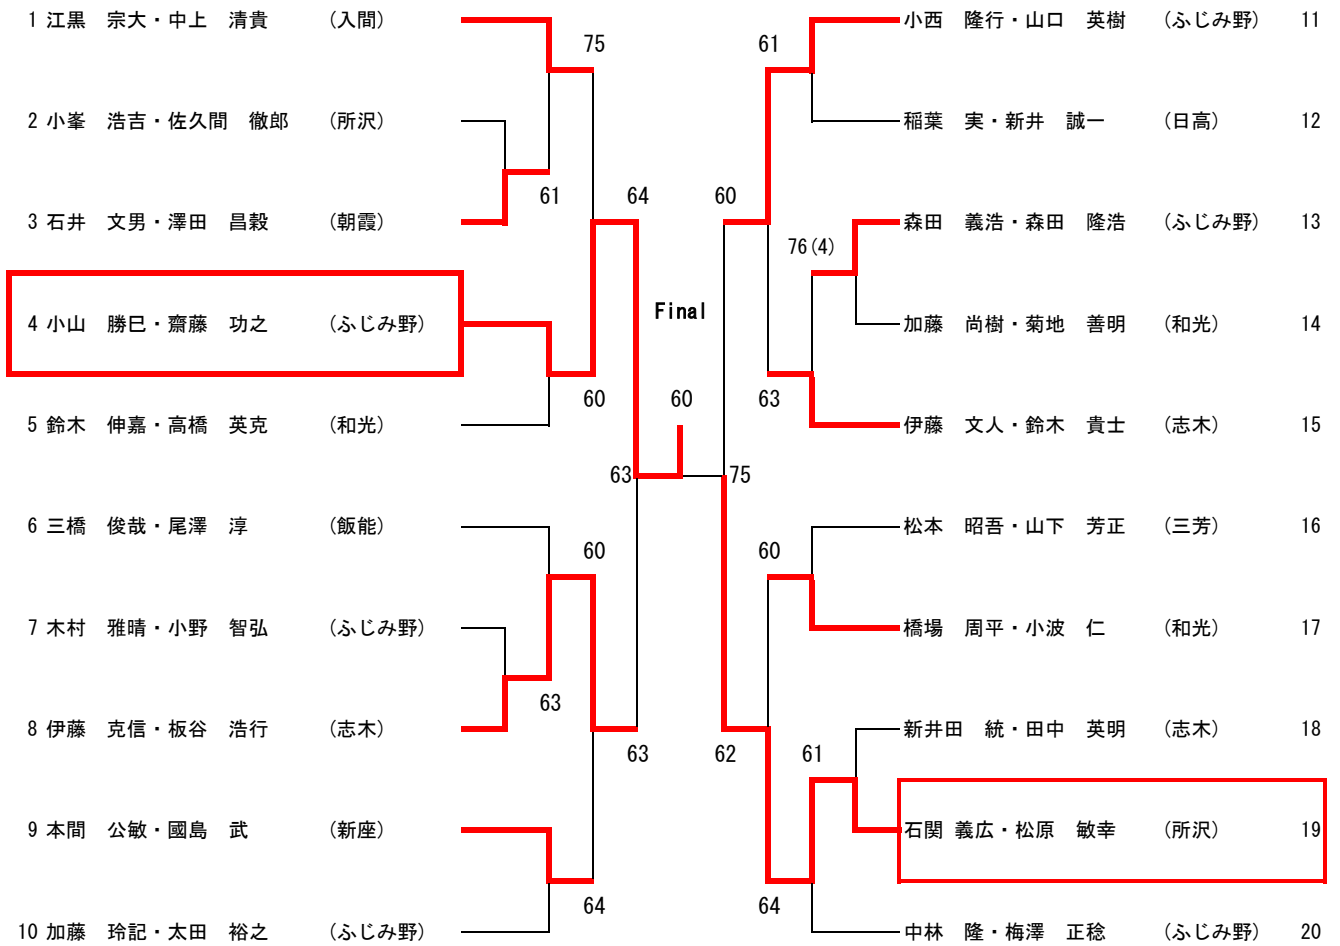 1 江黒　宗大・中上　清貴　(入間)
75
2 小峯　浩吉・佐久間　徹郎　(所沢)
61
64
3 石井　文男・澤田　昌穀　(朝霞)
4 小山　勝巳・齋藤　功之　(ふじみ野)
60
5 鈴木　伸嘉・高橋　英克　(和光)
63
6 三橋　俊哉・尾澤　淳　(飯能)
60
7 木村　雅晴・小野　智弘　(ふじみ野)
63
8 伊藤　克信・板谷　浩行　(志木)
63
9 本間　公敏・國島　武　(新座)
64
10 加藤　玲記・太田　裕之　(ふじみ野)
Final
60
小西　隆行・山口　英樹　(ふじみ野)　11
61
稲葉　実・新井　誠一　(日高)　12
60
森田　義浩・森田　隆浩　(ふじみ野)　13
76(4)
加藤　尚樹・菊地　善明　(和光)　14
63
伊藤　文人・鈴木　貴士　(志木)　15
75
松本　昭吾・山下　芳正　(三芳)　16
60
橋場　周平・小波　仁　(和光)　17
新井田　統・田中　英明　(志木)　18
62
61
石関 義広・松原　敏幸　(所沢)　19
64
中林　隆・梅澤　正稔　(ふじみ野)　20